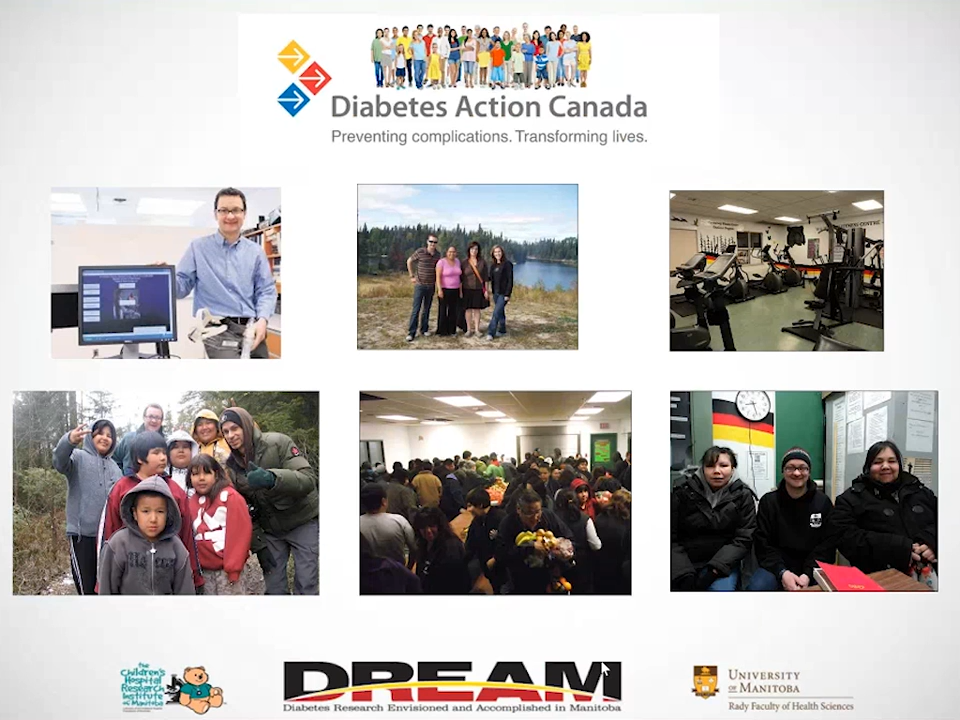 Diabetes Action Canada
Preventing complications. Transforming lives.
the
Children's
Hospital
Research
Institute
of Manitoba
DREAM
Diabetes Research Envisioned and Accomplished in Manitoba
UNIVERSITY
OF MANITOBA
Rady Faculty of Health Sciences